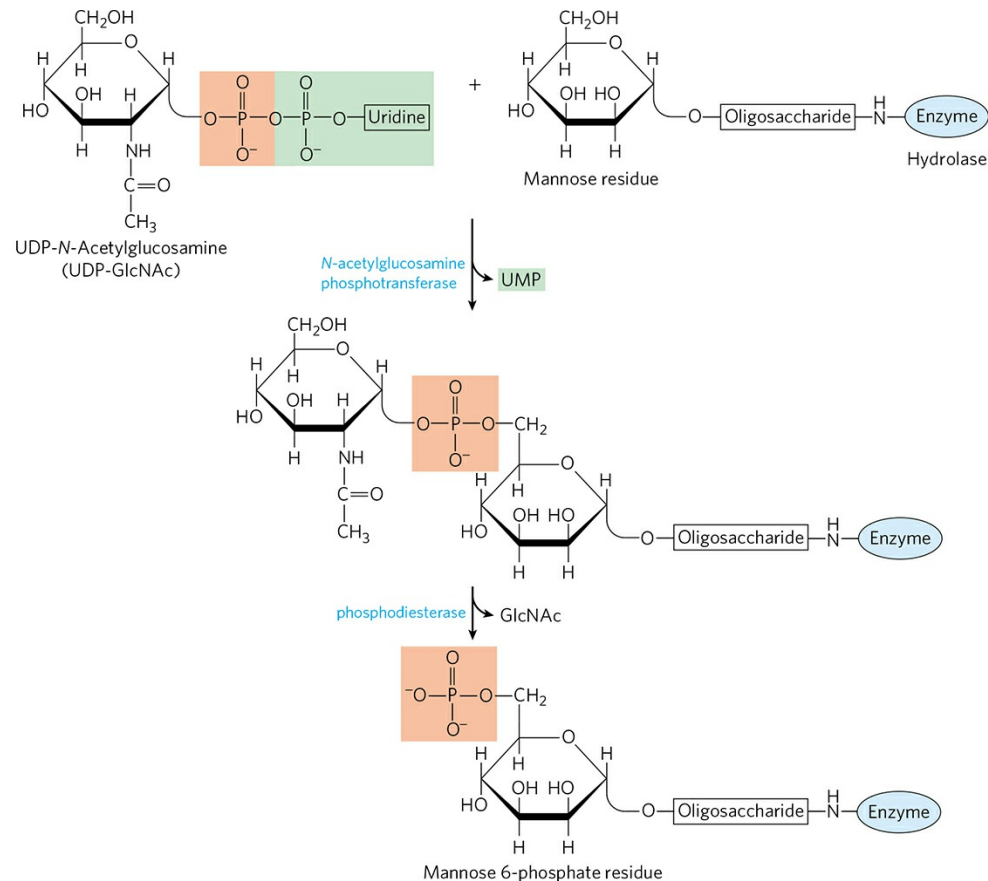 CH₂OH
O
H
H
H
OH
H
HO
H
NH
C=O
CH₃
O
O
O—P—O—P—O—Uridine
O⁻
O⁻
UDP-N-Acetylglucosamine
(UDP-GlcNAc)
+
CH₂OH
O
H
H
H
OH HO
HO
H
H
O—Oligosaccharide—N—Enzyme
H
Hydrolase
Mannose residue
N-acetylglucosamine
phosphotransferase
UMP
CH₂OH
O
H
H
H
OH
H
HO
H
NH
C=O
CH₃
O
O—P—O—CH₂
O⁻
O
H
H
H
OH HO
HO
H
H
O—Oligosaccharide—N—Enzyme
H
phosphodiesterase
GlcNAc
O
⁻O—P—O—CH₂
O⁻
O
H
H
H
OH HO
HO
H
H
O—Oligosaccharide—N—Enzyme
H
Mannose 6-phosphate residue